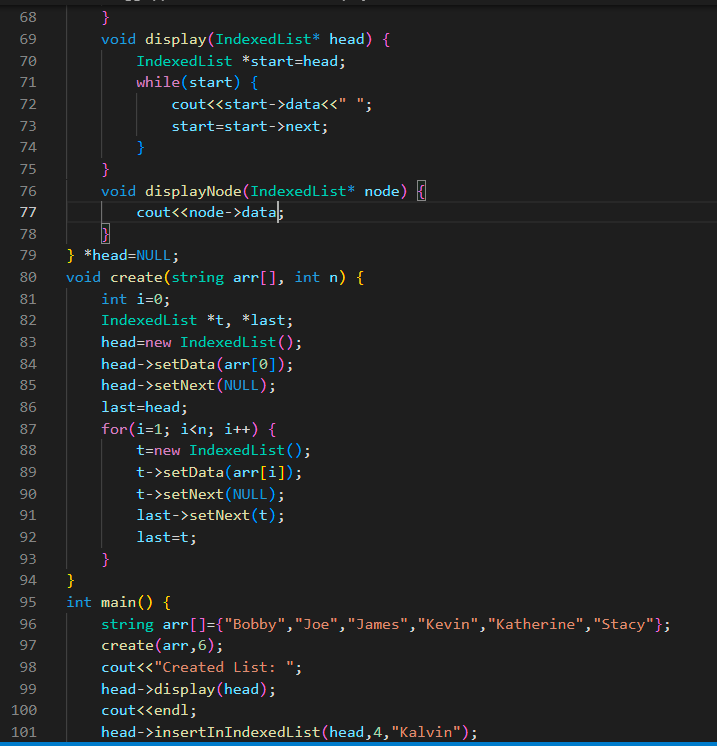 68     }
69     void display(IndexedList* head) {
70         IndexedList *start=head;
71         while(start) {
72             cout<<start->data<<" ";
73             start=start->next;
74         }
75     }
76     void displayNode(IndexedList* node) {
77         cout<<node->data;
78     }
79 } *head=NULL;
80 void create(string arr[], int n) {
81     int i=0;
82     IndexedList *t, *last;
83     head=new IndexedList();
84     head->setData(arr[0]);
85     head->setNext(NULL);
86     last=head;
87     for(i=1; i<n; i++) {
88         t=new IndexedList();
89         t->setData(arr[i]);
90         t->setNext(NULL);
91         last->setNext(t);
92         last=t;
93     }
94 }
95 int main() {
96     string arr[]={"Bobby","Joe","James","Kevin","Katherine","Stacy"};
97     create(arr,6);
98     cout<<"Created List: ";
99     head->display(head);
100     cout<<endl;
101     head->insertInIndexedList(head,4,"Kalvin");